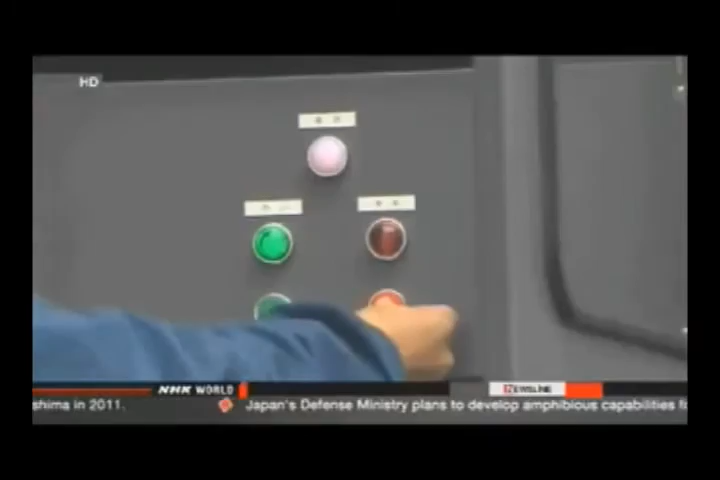 HD
NHK WORLD
NEWSLINE
shima in 2011.
Japan's Defense Ministry plans to develop amphibious capabilities f